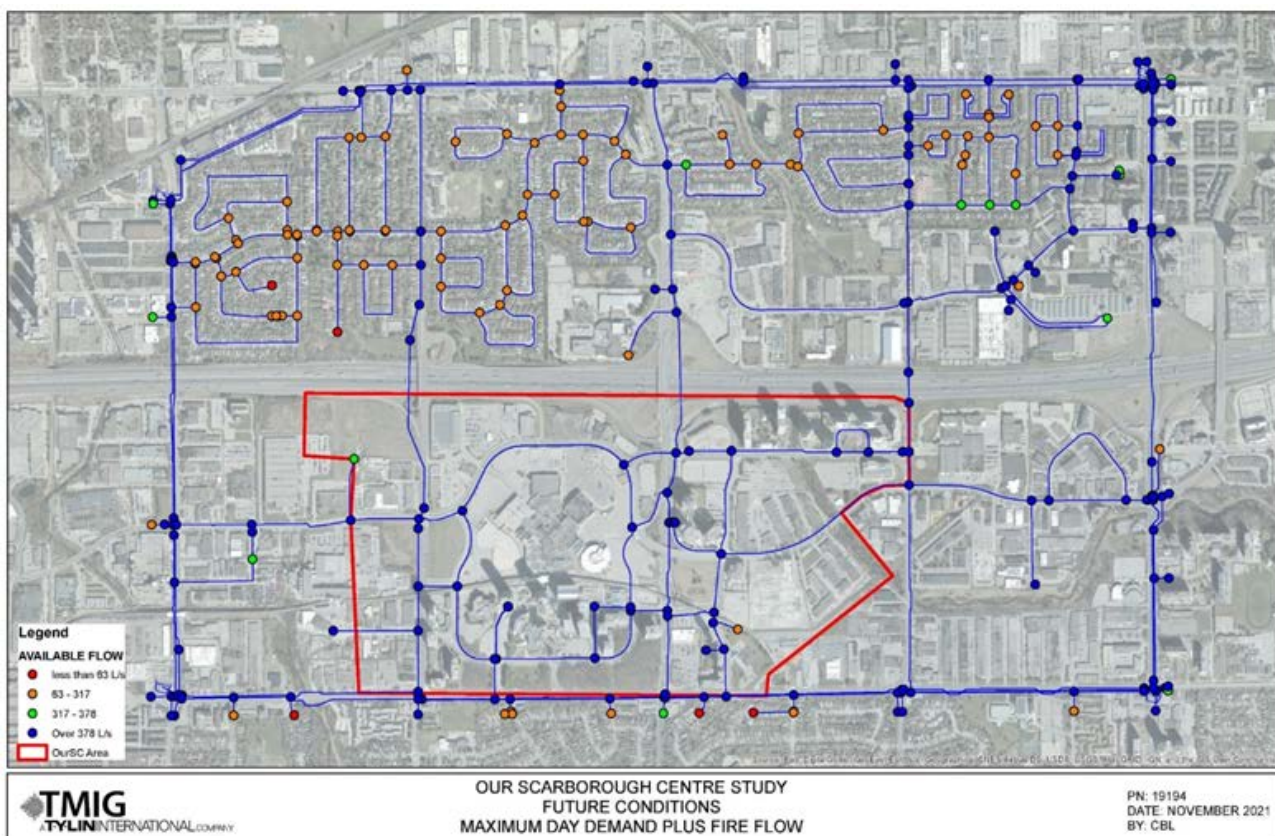 Legend
AVAILABLE FLOW
less than 63 L/s
63 - 317
317 - 378
Over 378 L/s
OurSC Area
TMIG
TYLININTERNATIONAL COMPANY
OUR SCARBOROUGH CENTRE STUDY
FUTURE CONDITIONS
MAXIMUM DAY DEMAND PLUS FIRE FLOW
PN: 19194
DATE: NOVEMBER 2021
BY: CBL